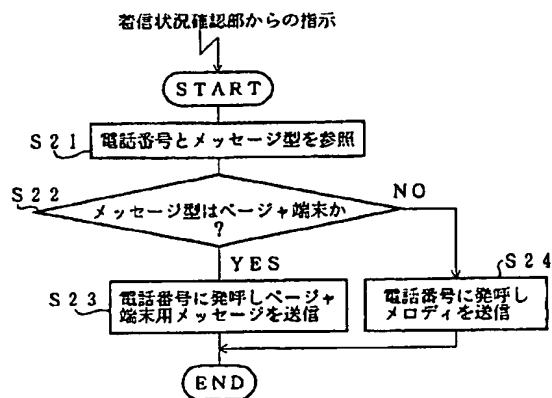 着信状況確認部からの指示
START
S21
電話番号とメッセージ型を参照
S22
メッセージ型はページャ端末か
?
NO
YES
S23
電話番号に発呼しページャ
端末用メッセージを送信
S24
電話番号に発呼し
メロディを送信
END